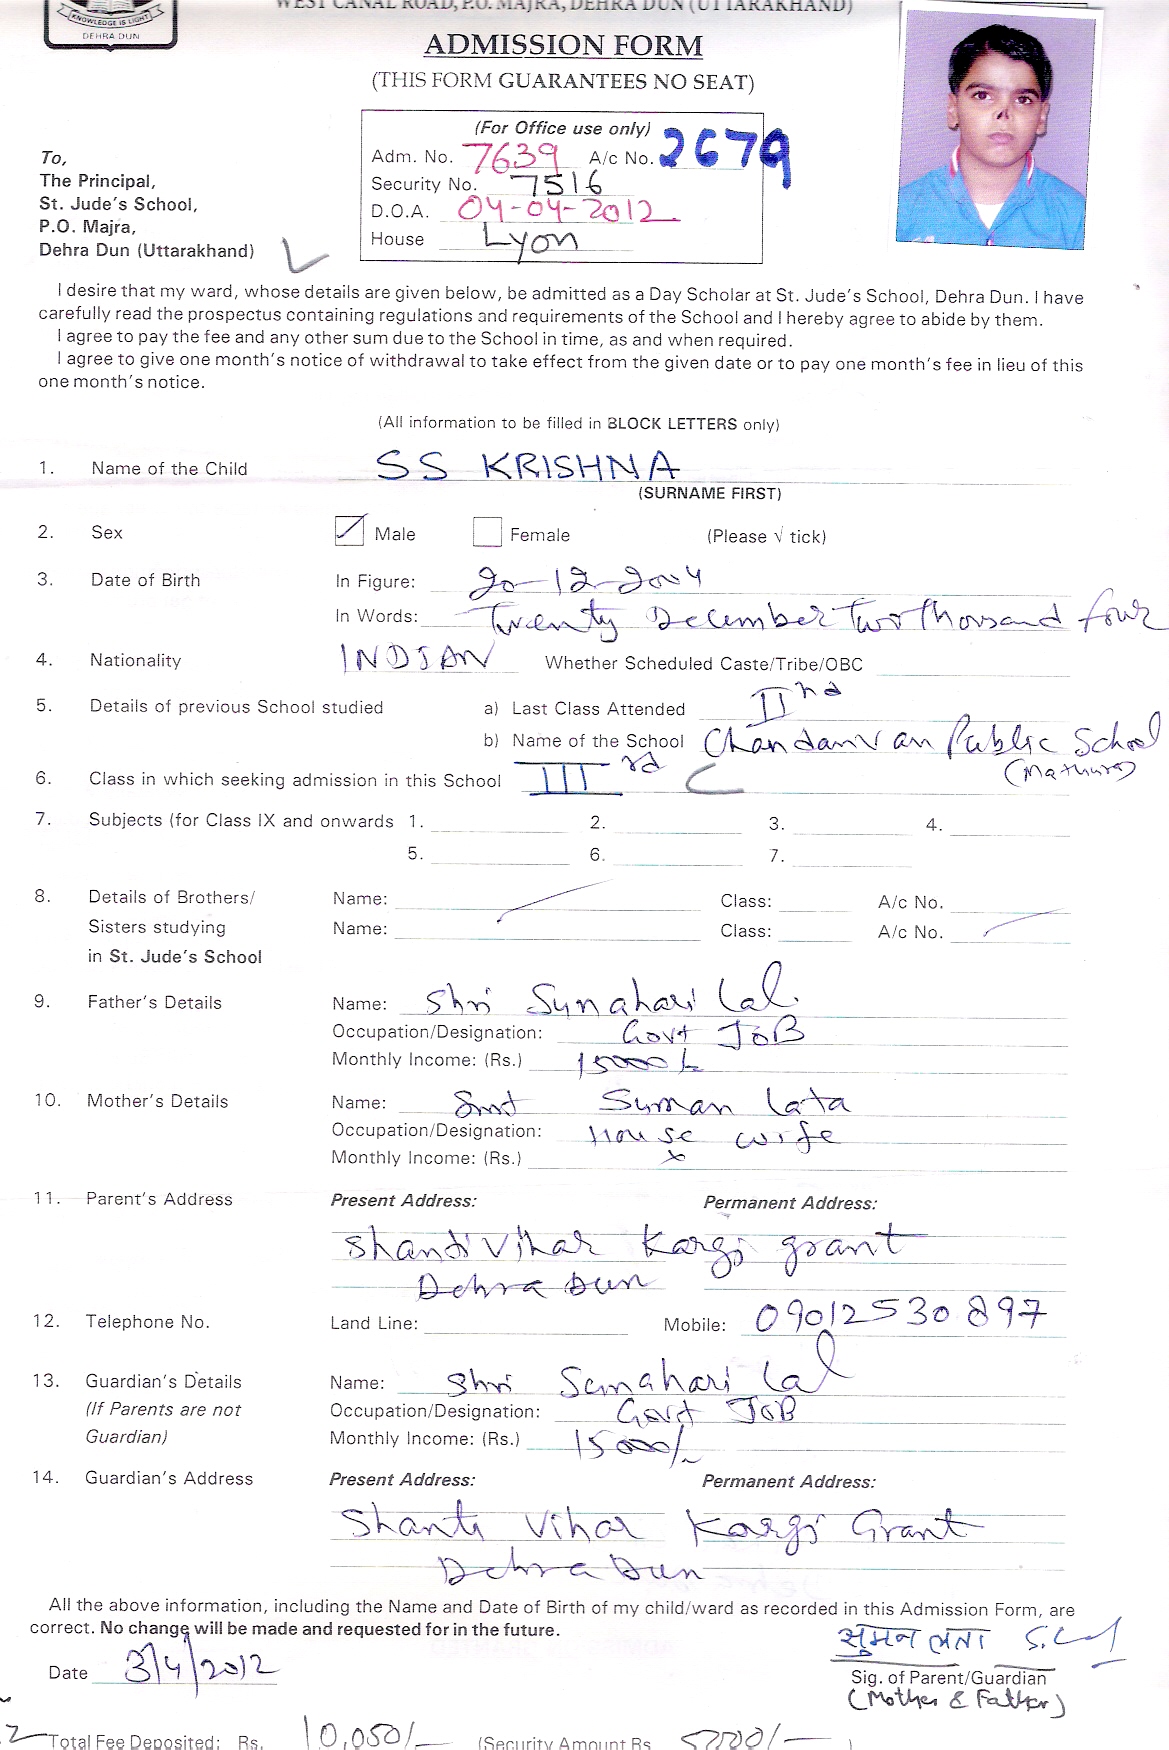 WEST CANAL ROAD, P.O. MAJRA, DEHRA DUN (UTTARAKHAND)
KNOWLEDGE IS LIGHT
DEHRA DUN
ADMISSION FORM
(THIS FORM GUARANTEES NO SEAT)
(For Office use only)
Adm. No. 7639 A/c No. 2679
Security No. 7516
D.O.A. 04-04-2012
House Lyon
To,
The Principal,
St. Jude's School,
P.O. Majra,
Dehra Dun (Uttarakhand)
I desire that my ward, whose details are given below, be admitted as a Day Scholar at St. Jude's School, Dehra Dun. I have
carefully read the prospectus containing regulations and requirements of the School and I hereby agree to abide by them.
I agree to pay the fee and any other sum due to the School in time, as and when required.
I agree to give one month's notice of withdrawal to take effect from the given date or to pay one month's fee in lieu of this
one month's notice.
(All information to be filled in BLOCK LETTERS only)
1. Name of the Child SS KRISHNA
(SURNAME FIRST)
2. Sex Male Female (Please √ tick)
3. Date of Birth In Figure: 20-12-2004
In Words: Twenty December Two Thousand four
4. Nationality INDIAN Whether Scheduled Caste/Tribe/OBC
5. Details of previous School studied a) Last Class Attended IInd
b) Name of the School Chandanvan Public School
(Mathura)
6. Class in which seeking admission in this School IIIrd C
7. Subjects (for Class IX and onwards 1. 2. 3. 4.
5. 6. 7.
8. Details of Brothers/ Name: Class: A/c No.
Sisters studying Name: Class: A/c No.
in St. Jude's School
9. Father's Details Name: Shri Sunahari Lal
Occupation/Designation: Govt JOB
Monthly Income: (Rs.) 15000/-
10. Mother's Details Name: Smt Suman Lata
Occupation/Designation: House wife
Monthly Income: (Rs.) x
11. Parent's Address Present Address: Permanent Address:
Shanti Vihar Kargi grant
Dehra Dun
12. Telephone No. Land Line: Mobile: 09012530897
13. Guardian's Details Name: Shri Sunahari Lal
(If Parents are not Occupation/Designation: Govt JOB
Guardian) Monthly Income: (Rs.) 15000/-
14. Guardian's Address Present Address: Permanent Address:
Shanti Vihar Kargi Grant
Dehra Dun
All the above information, including the Name and Date of Birth of my child/ward as recorded in this Admission Form, are
correct. No change will be made and requested for in the future.
सुमन लता
Date 3/4/2012 Sig. of Parent/Guardian
(Mother & Father)
Total Fee Deposited: Rs. 10,050/- (Security Amount Rs 5000/- )